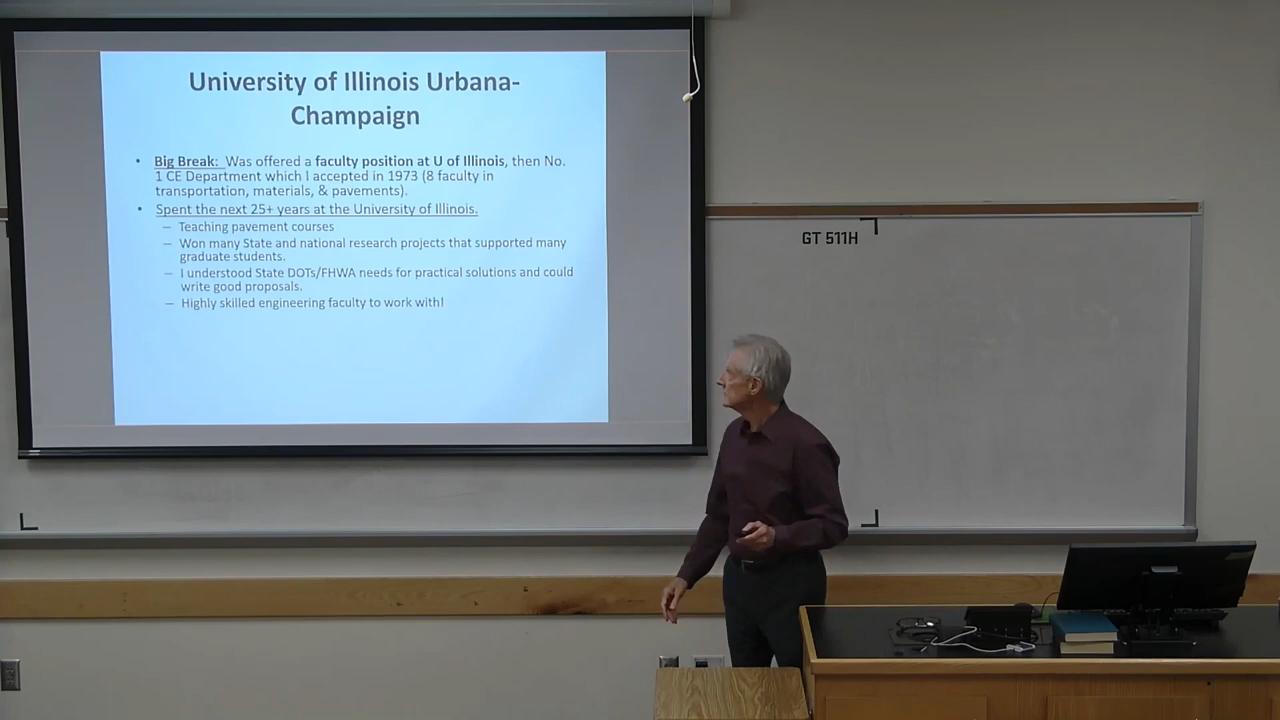 University of Illinois Urbana-
Champaign
• Big Break: Was offered a faculty position at U of Illinois, then No.
1 CE Department which I accepted in 1973 (8 faculty in
transportation, materials, & pavements).
• Spent the next 25+ years at the University of Illinois.
– Teaching pavement courses
– Won many State and national research projects that supported many
graduate students.
– I understood State DOTs/FHWA needs for practical solutions and could
write good proposals.
– Highly skilled engineering faculty to work with!
GT 511H